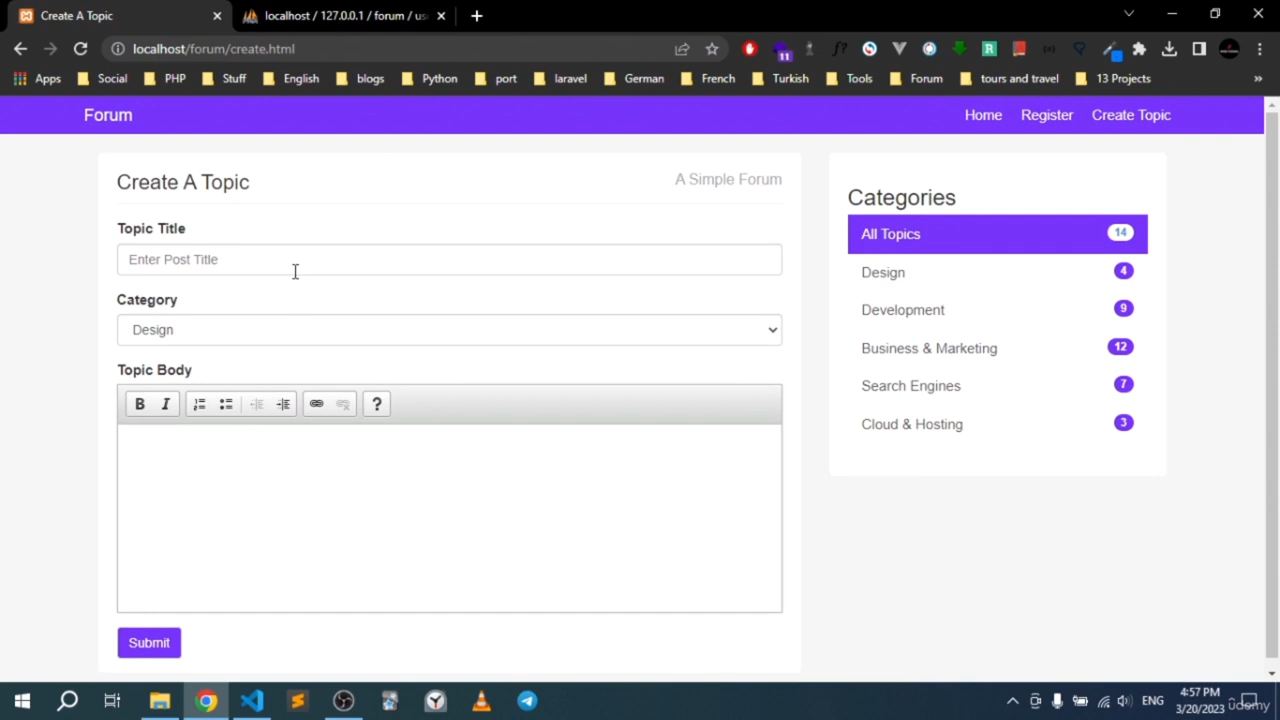 Create A Topic
localhost / 127.0.0.1 / forum / us
localhost/forum/create.html
11
Apps
Social
PHP
Stuff
English
blogs
Python
port
laravel
German
French
Turkish
Tools
Forum
tours and travel
13 Projects
»
Forum
Home
Register
Create Topic
Create A Topic
A Simple Forum
Topic Title
Enter Post Title
Category
Design
Topic Body
B I
?
Submit
Categories
All Topics 14
Design 4
Development 9
Business & Marketing 12
Search Engines 7
Cloud & Hosting 3
ENG
4:57 PM
3/20/2023
udemy